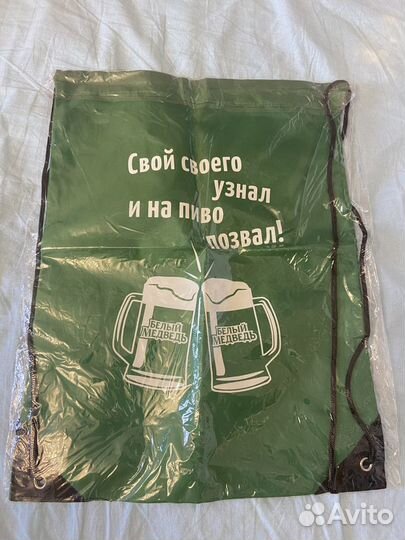 Свой своего
узнал
и на пиво
позвал!
БЕЛЫЙ
МЕДВЕДЬ
БЕЛЫЙ
МЕДВЕДЬ
Avito